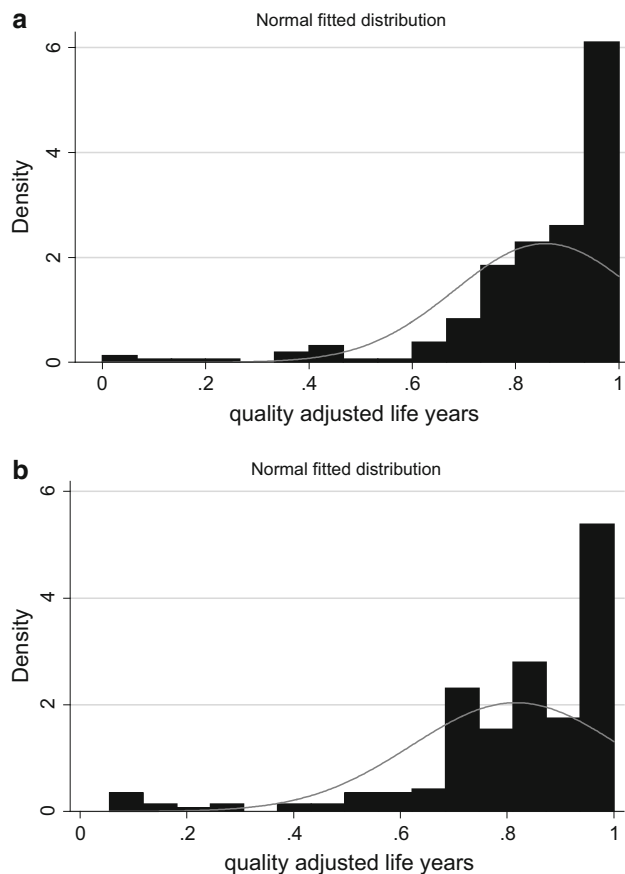 a
Normal fitted distribution
6
4
2
0
Density
0 .2 .4 .6 .8 1
quality adjusted life years
b
Normal fitted distribution
6
4
2
0
Density
0 .2 .4 .6 .8 1
quality adjusted life years